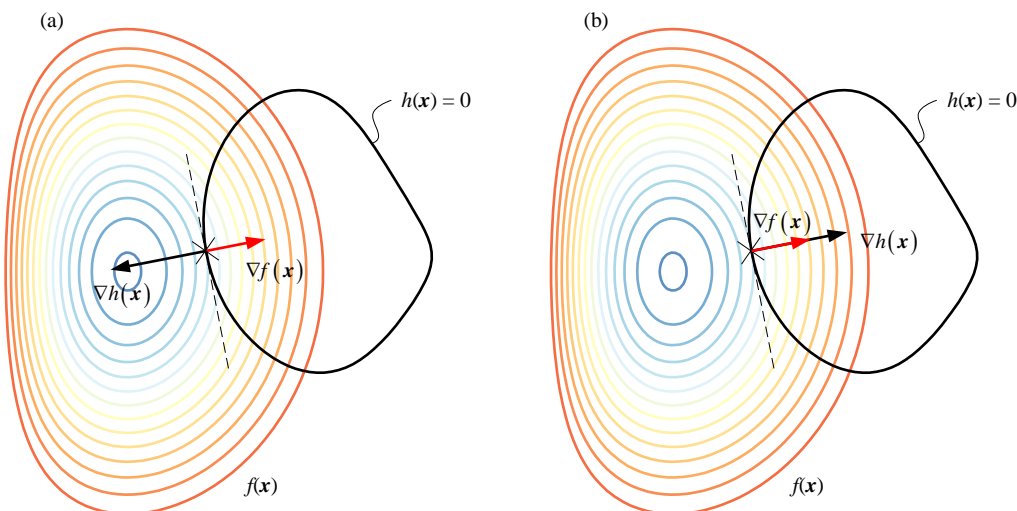 (a)
h(x) = 0
∇f(x)
∇h(x)
f(x)
(b)
h(x) = 0
∇f(x)
∇h(x)
f(x)